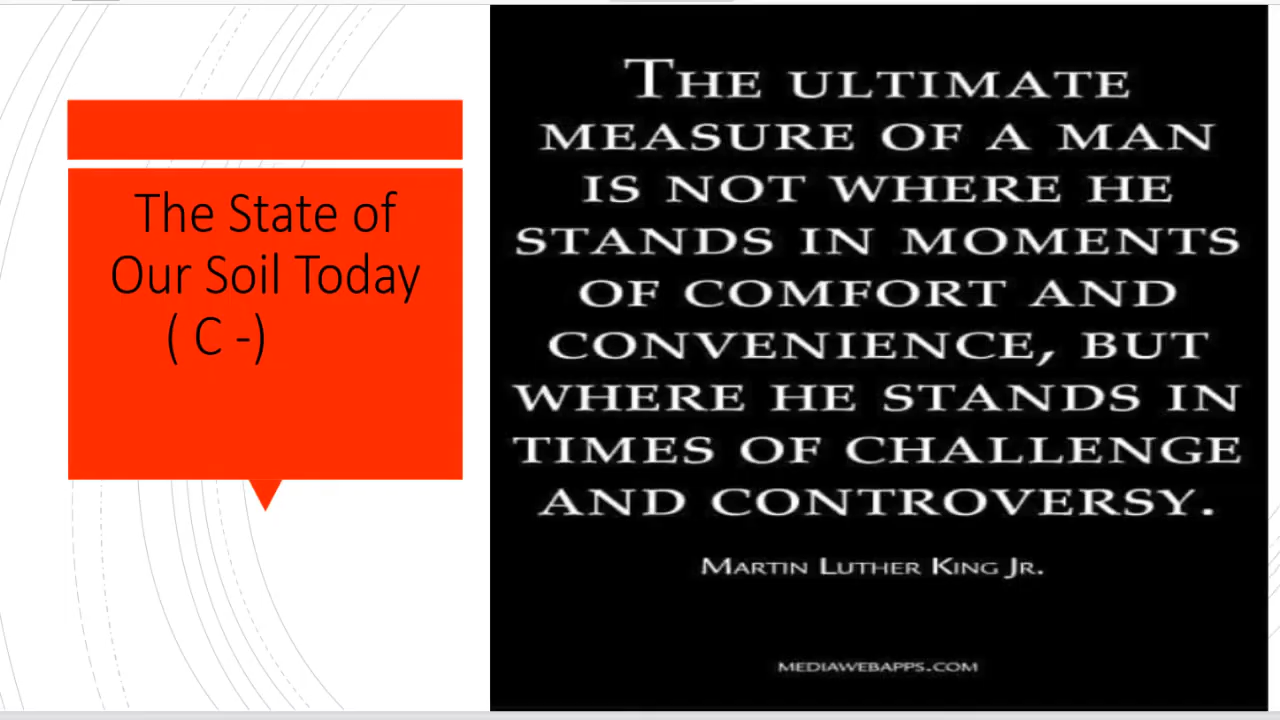 The State of
Our Soil Today
( C -)
THE ULTIMATE
MEASURE OF A MAN
IS NOT WHERE HE
STANDS IN MOMENTS
OF COMFORT AND
CONVENIENCE, BUT
WHERE HE STANDS IN
TIMES OF CHALLENGE
AND CONTROVERSY.
MARTIN LUTHER KING JR.
MEDIAWEBAPPS.COM